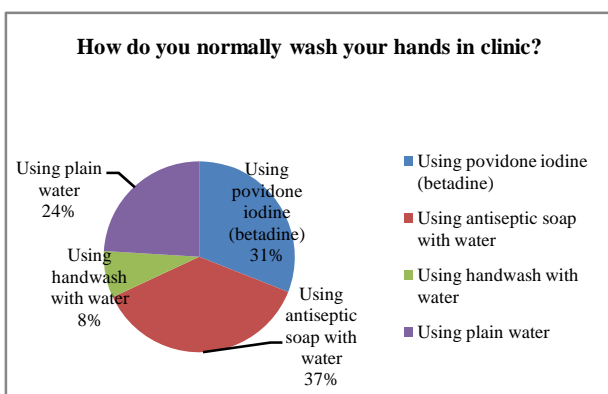 How do you normally wash your hands in clinic?
Using plain
water
24%
Using
povidone
iodine
(betadine)
31%
Using
handwash
with water
8%
Using
antiseptic
soap with
water
37%
Using povidone iodine
(betadine)
Using antiseptic soap
with water
Using handwash with
water
Using plain water